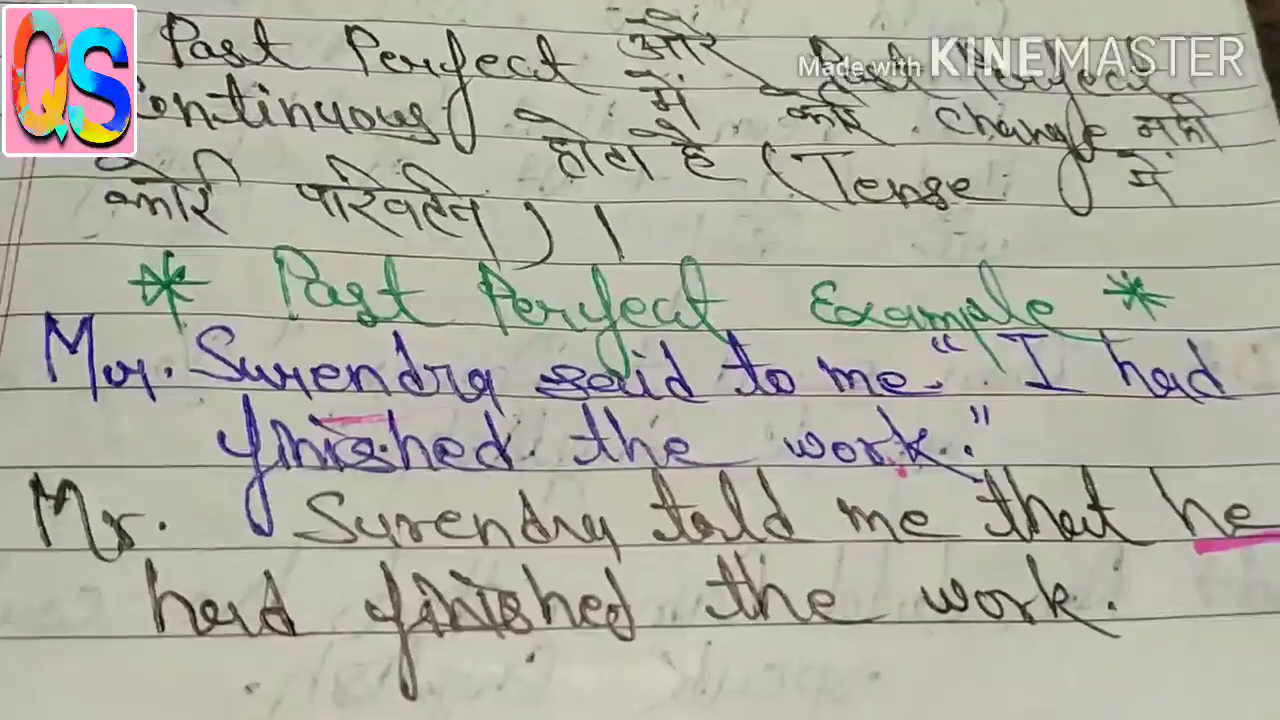 QS
Made with KINEMASTER
Past Perfect और Past Perfect
Continuous में कोई change नहीं
होता है (Tense में
कोई परिवर्तन) ।
* Past Perfect Example *
Mr. Surendra said to me. "I had
finished the work."
Mr. Surendra told me that he
had finished the work.